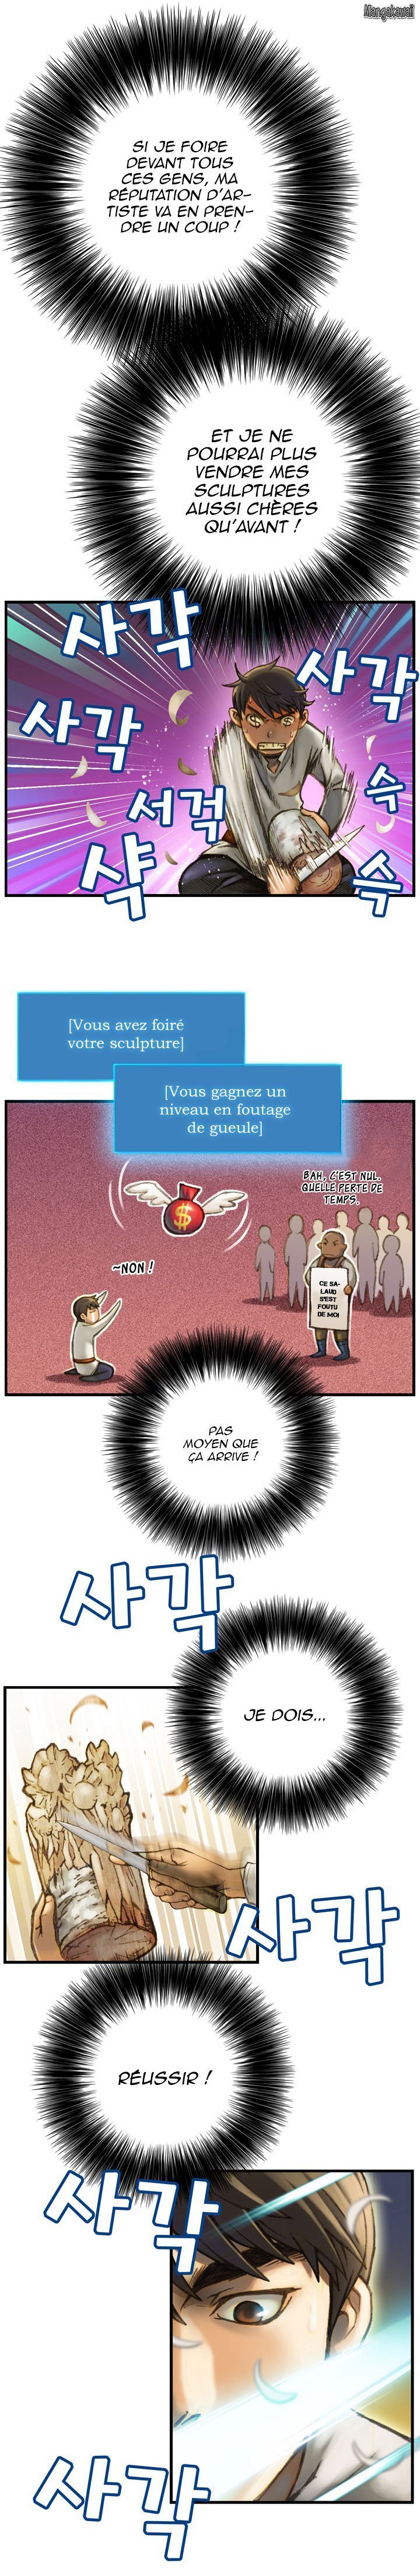 Mangakawaii
SI JE FOIRE
DEVANT TOUS
CES GENS, MA
RÉPUTATION D'AR-
TISTE VA EN PREN-
DRE UN COUP !
ET JE NE
POURRAI PLUS
VENDRE MES
SCULPTURES
AUSSI CHÈRES
QU'AVANT !
사각
사각
사각
서걱
수
샥
슥
[Vous avez foiré
votre sculpture]
[Vous gagnez un
niveau en foutage
de gueule]
BAH, C'EST NUL.
QUELLE PERTE DE
TEMPS.
$
~NON !
CE SA-
LAUD
S'EST
FOUTU
DE MOI
PAS
MOYEN QUE
ÇA ARRIVE !
사각
JE DOIS...
사각
RÉUSSIR !
사각
사각